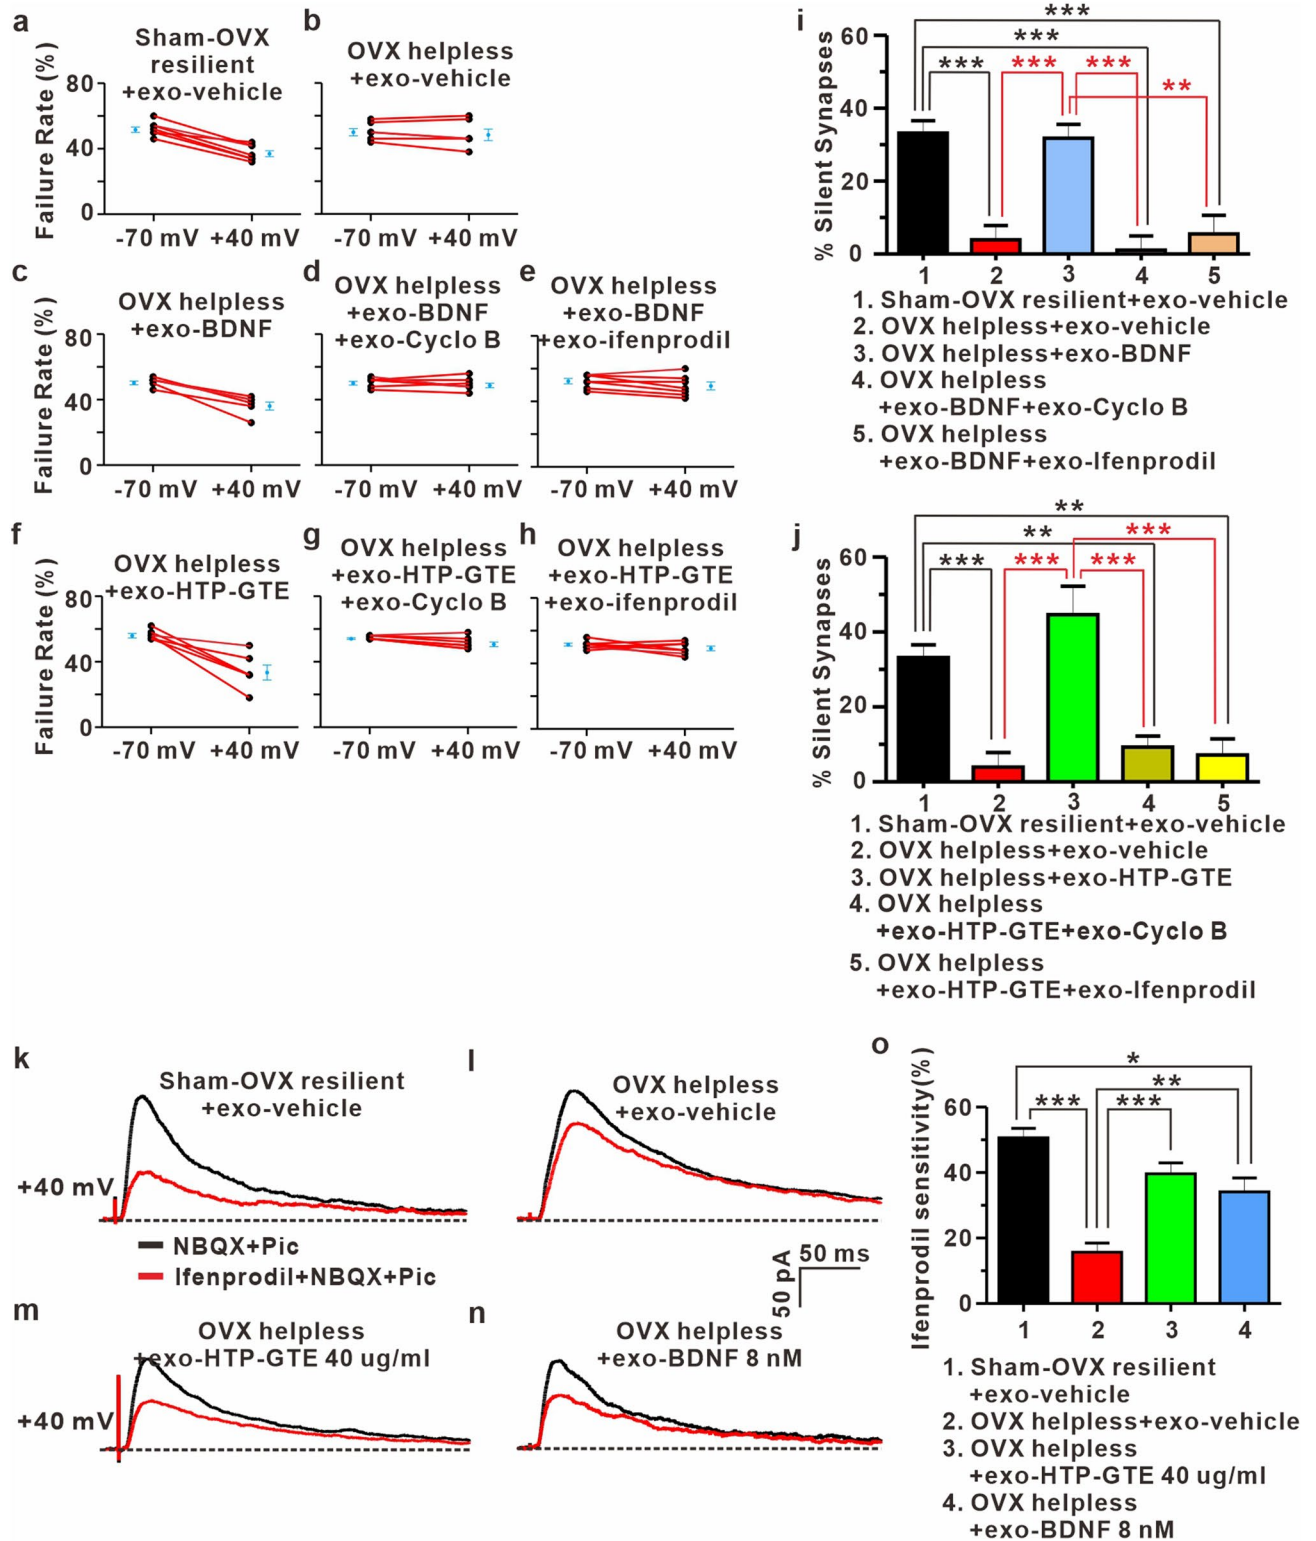 a
Sham-OVX
resilient
+exo-vehicle
Failure Rate (%)
80
40
0
-70 mV +40 mV
b
OVX helpless
+exo-vehicle
-70 mV +40 mV
c
OVX helpless
+exo-BDNF
Failure Rate (%)
80
40
0
-70 mV +40 mV
d
OVX helpless
+exo-BDNF
+exo-Cyclo B
-70 mV +40 mV
e
OVX helpless
+exo-BDNF
+exo-ifenprodil
-70 mV +40 mV
f
OVX helpless
+exo-HTP-GTE
Failure Rate (%)
80
40
0
-70 mV +40 mV
g
OVX helpless
+exo-HTP-GTE
+exo-Cyclo B
-70 mV +40 mV
h
OVX helpless
+exo-HTP-GTE
+exo-ifenprodil
-70 mV +40 mV
i
% Silent Synapses
60
40
20
0
***
***
*** *** ***
**
1 2 3 4 5
1. Sham-OVX resilient+exo-vehicle
2. OVX helpless+exo-vehicle
3. OVX helpless+exo-BDNF
4. OVX helpless
+exo-BDNF+exo-Cyclo B
5. OVX helpless
+exo-BDNF+exo-Ifenprodil
j
% Silent Synapses
60
40
20
0
**
** ***
*** *** ***
1 2 3 4 5
1. Sham-OVX resilient+exo-vehicle
2. OVX helpless+exo-vehicle
3. OVX helpless+exo-HTP-GTE
4. OVX helpless
+exo-HTP-GTE+exo-Cyclo B
5. OVX helpless
+exo-HTP-GTE+exo-Ifenprodil
k
Sham-OVX resilient
+exo-vehicle
+40 mV
NBQX+Pic
Ifenprodil+NBQX+Pic
l
OVX helpless
+exo-vehicle
50 ms
50 pA
m
OVX helpless
+exo-HTP-GTE 40 ug/ml
+40 mV
n
OVX helpless
+exo-BDNF 8 nM
o
Ifenprodil sensitivity(%)
60
40
20
0
*
**
*** ***
1 2 3 4
1. Sham-OVX resilient
+exo-vehicle
2. OVX helpless+exo-vehicle
3. OVX helpless
+exo-HTP-GTE 40 ug/ml
4. OVX helpless
+exo-BDNF 8 nM